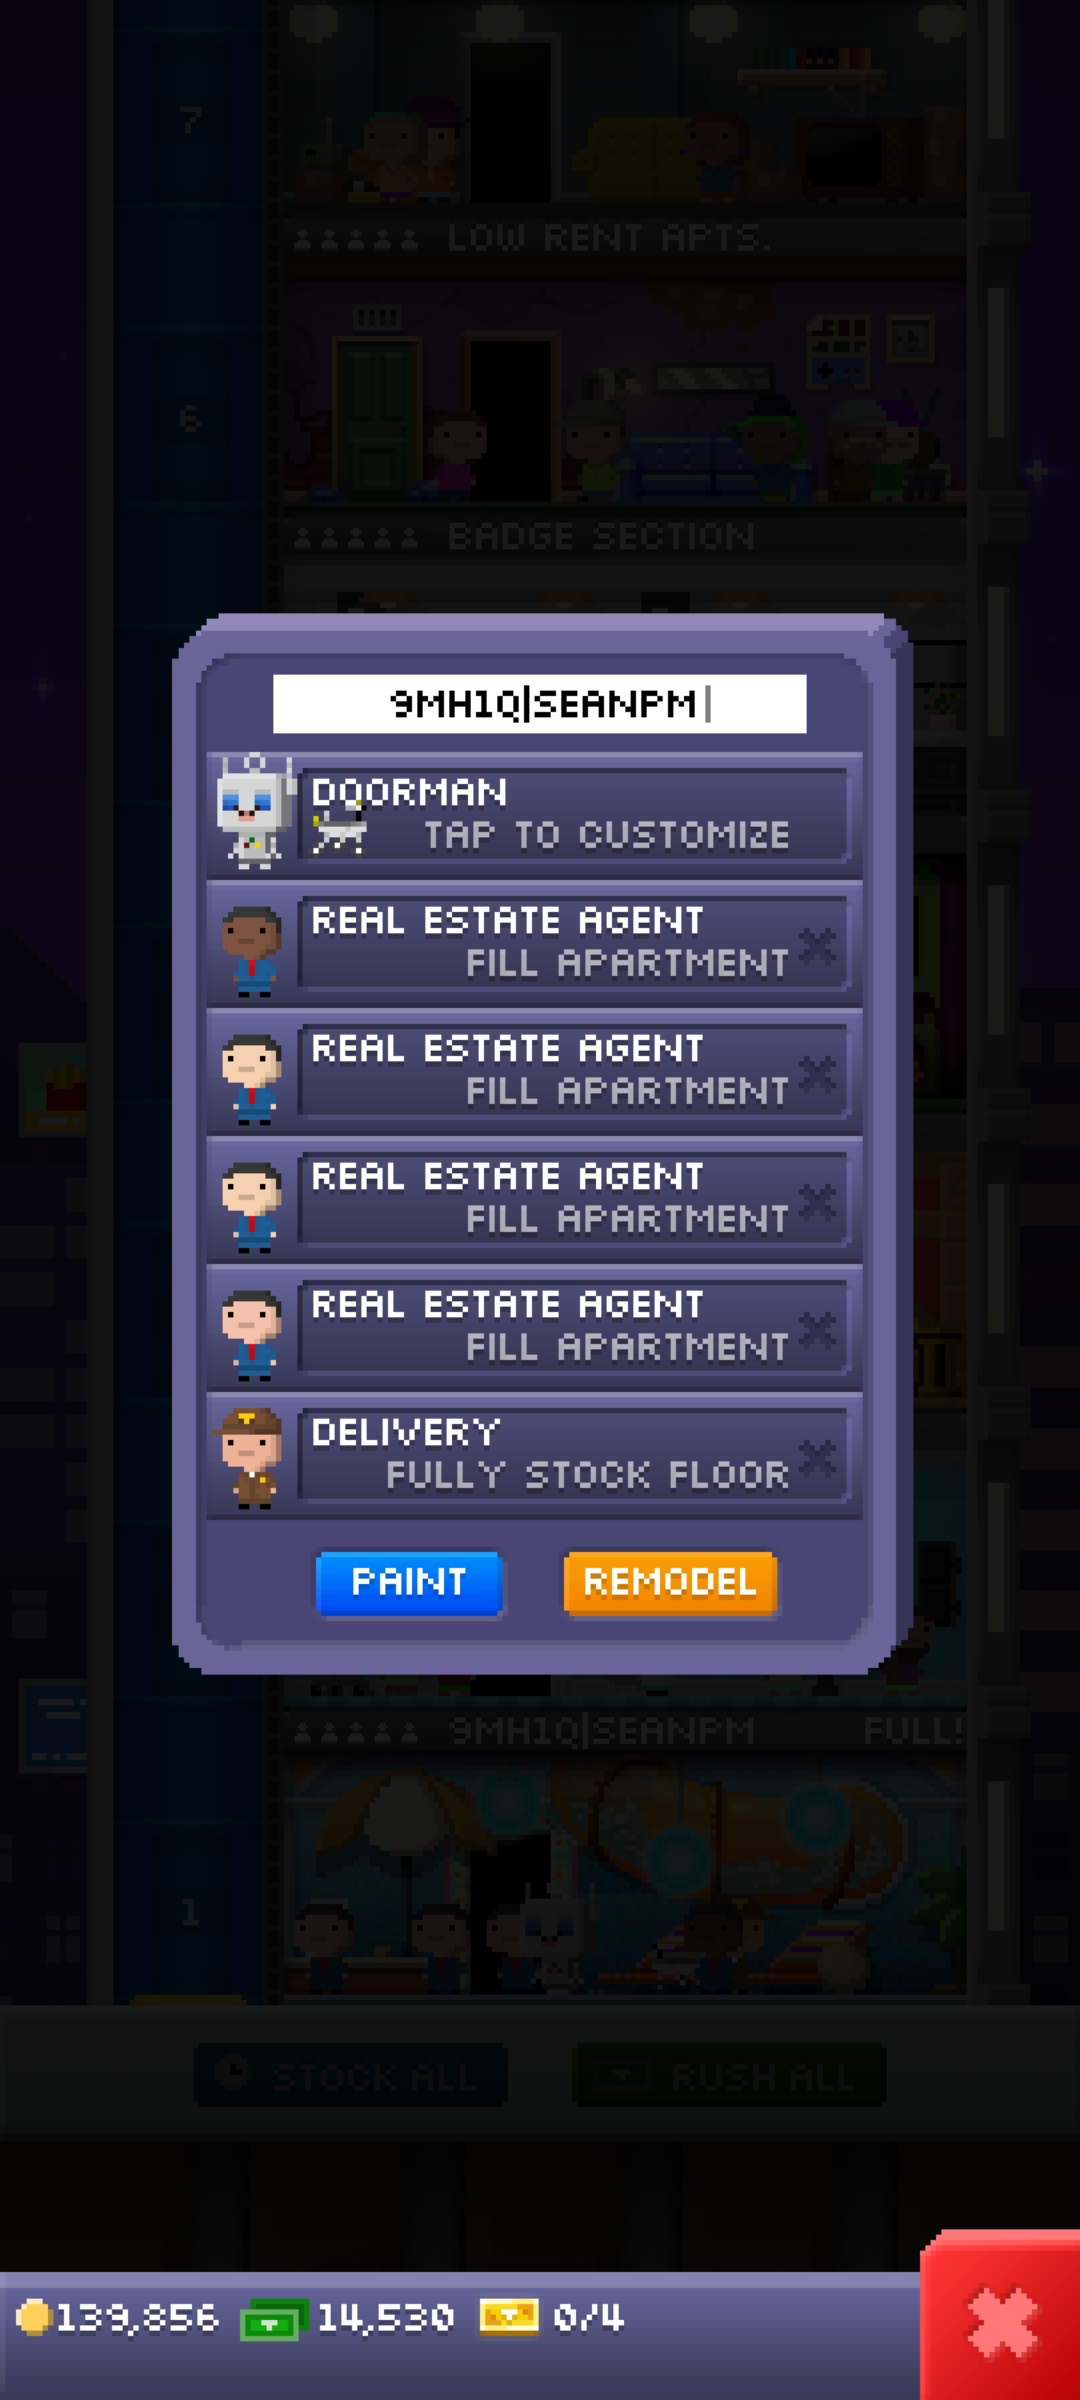 7
LOW RENT APTS.
6
BADGE SECTION
9MH1Q|SEANPM
DOORMAN
TAP TO CUSTOMIZE
REAL ESTATE AGENT
FILL APARTMENT
REAL ESTATE AGENT
FILL APARTMENT
REAL ESTATE AGENT
FILL APARTMENT
REAL ESTATE AGENT
FILL APARTMENT
DELIVERY
FULLY STOCK FLOOR
PAINT REMODEL
9MH1Q|SEANPM FULL!
1
STOCK ALL RUSH ALL
139,856 14,530 0/4